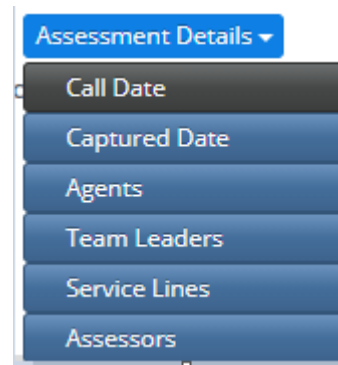 Assessment Details
Call Date
Captured Date
Agents
Team Leaders
Service Lines
Assessors